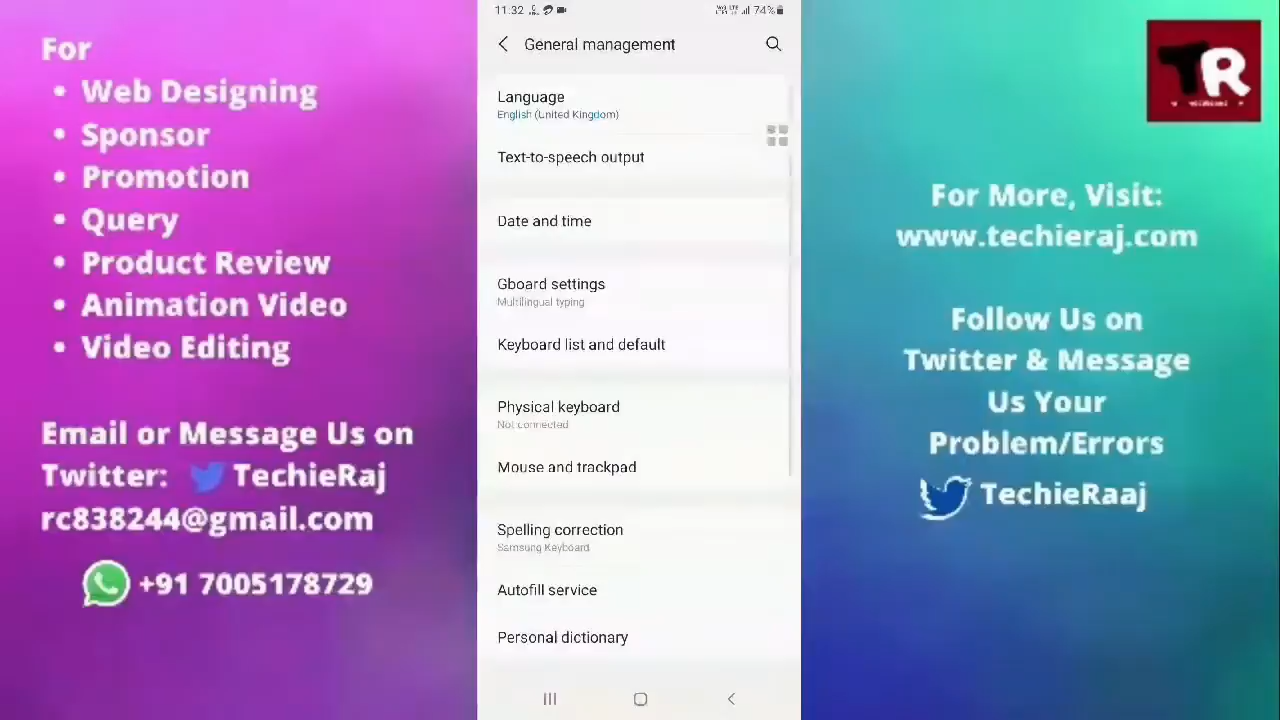 For
• Web Designing
• Sponsor
• Promotion
• Query
• Product Review
• Animation Video
• Video Editing
Email or Message Us on
Twitter: TechieRaj
rc838244@gmail.com
+91 7005178729
11.32
74%
General management
Language
English (United Kingdom)
Text-to-speech output
Date and time
Gboard settings
Multilingual typing
Keyboard list and default
Physical keyboard
Not connected
Mouse and trackpad
Spelling correction
Samsung Keyboard
Autofill service
Personal dictionary
TR
For More, Visit:
www.techieraj.com
Follow Us on
Twitter & Message
Us Your
Problem/Errors
TechieRaaj